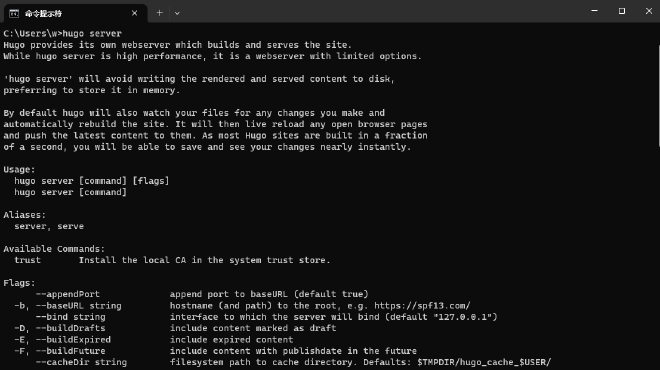 命令提示符
C:\Users\w>hugo server
Hugo provides its own webserver which builds and serves the site.
While hugo server is high performance, it is a webserver with limited options.
'hugo server' will avoid writing the rendered and served content to disk,
preferring to store it in memory.
By default hugo will also watch your files for any changes you make and
automatically rebuild the site. It will then live reload any open browser pages
and push the latest content to them. As most Hugo sites are built in a fraction
of a second, you will be able to save and see your changes nearly instantly.
Usage:
hugo server [command] [flags]
hugo server [command]
Aliases:
server, serve
Available Commands:
trust Install the local CA in the system trust store.
Flags:
--appendPort append port to baseURL (default true)
-b, --baseURL string hostname (and path) to the root, e.g. https://spf13.com/
--bind string interface to which the server will bind (default "127.0.0.1")
-D, --buildDrafts include content marked as draft
-E, --buildExpired include expired content
-F, --buildFuture include content with publishdate in the future
--cacheDir string filesystem path to cache directory. Defaults: $TMPDIR/hugo_cache_$USER/